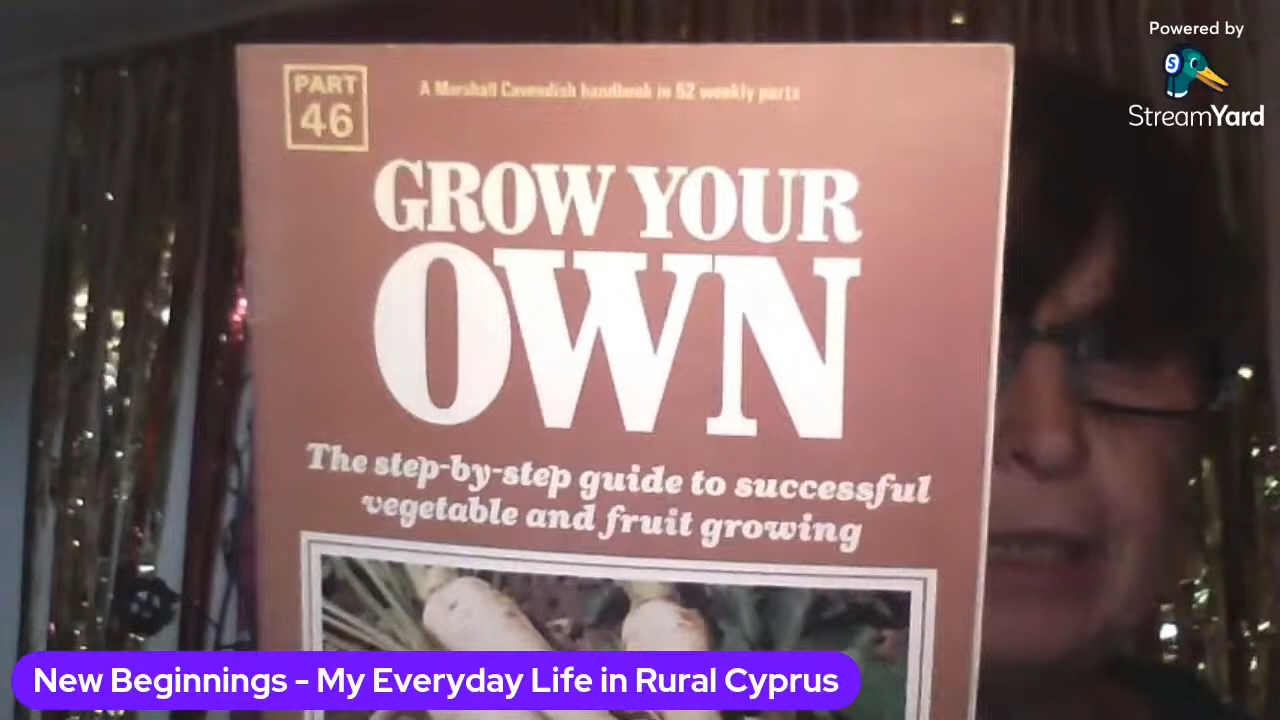 Powered by
StreamYard
PART
46
A Marshall Cavendish handbook in 52 weekly parts
GROW YOUR
OWN
The step-by-step guide to successful
vegetable and fruit growing
New Beginnings - My Everyday Life in Rural Cyprus